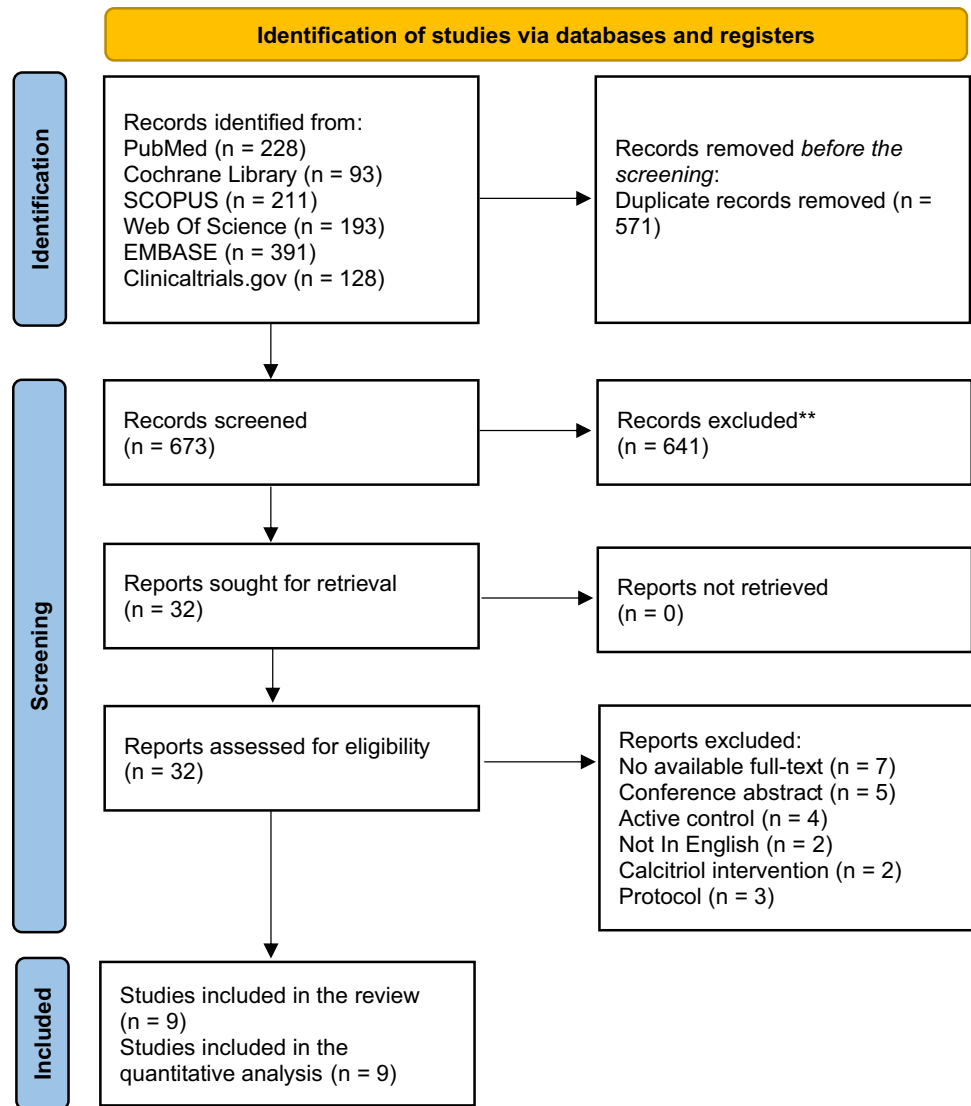 Identification of studies via databases and registers
Identification
Records identified from:
PubMed (n = 228)
Cochrane Library (n = 93)
SCOPUS (n = 211)
Web Of Science (n = 193)
EMBASE (n = 391)
Clinicaltrials.gov (n = 128)
Records removed before the
screening:
Duplicate records removed (n =
571)
Screening
Records screened
(n = 673)
Records excluded**
(n = 641)
Reports sought for retrieval
(n = 32)
Reports not retrieved
(n = 0)
Reports assessed for eligibility
(n = 32)
Reports excluded:
No available full-text (n = 7)
Conference abstract (n = 5)
Active control (n = 4)
Not In English (n = 2)
Calcitriol intervention (n = 2)
Protocol (n = 3)
Included
Studies included in the review
(n = 9)
Studies included in the
quantitative analysis (n = 9)